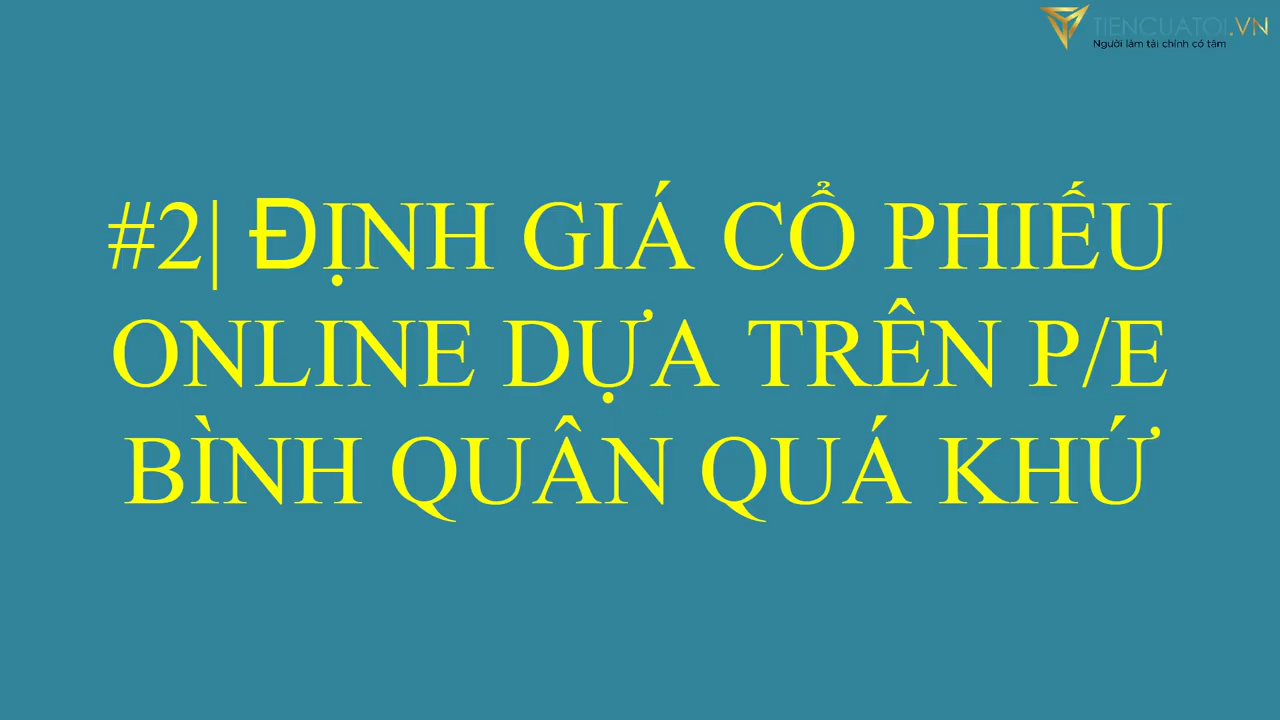 TIENCUATOI.VN
Người làm tài chính có tâm
#2| ĐỊNH GIÁ CỔ PHIẾU
ONLINE DỰA TRÊN P/E
BÌNH QUÂN QUÁ KHỨ